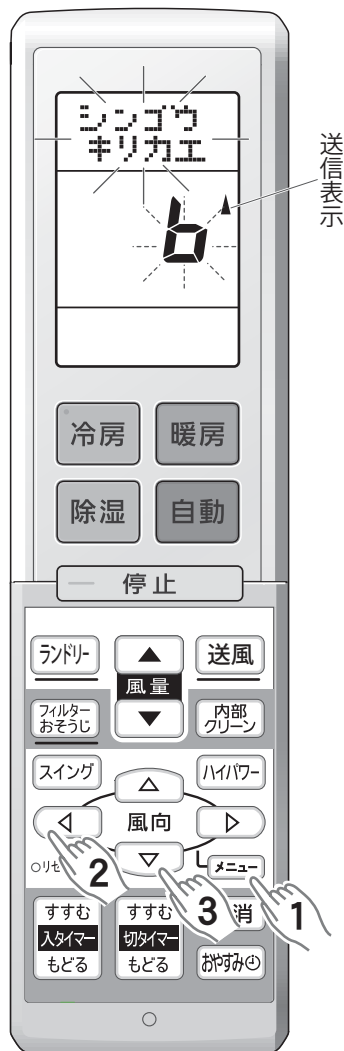 シンゴウ
キリカエ
b
送信表示
冷房
暖房
除湿
自動
停止
ランドリー
風量
送風
フィルター
おそうじ
内部
クリーン
スイング
ハイパワー
風向
2
メニュー
3
1
すすむ
入タイマー
もどる
すすむ
切タイマー
もどる
消
おやすみ